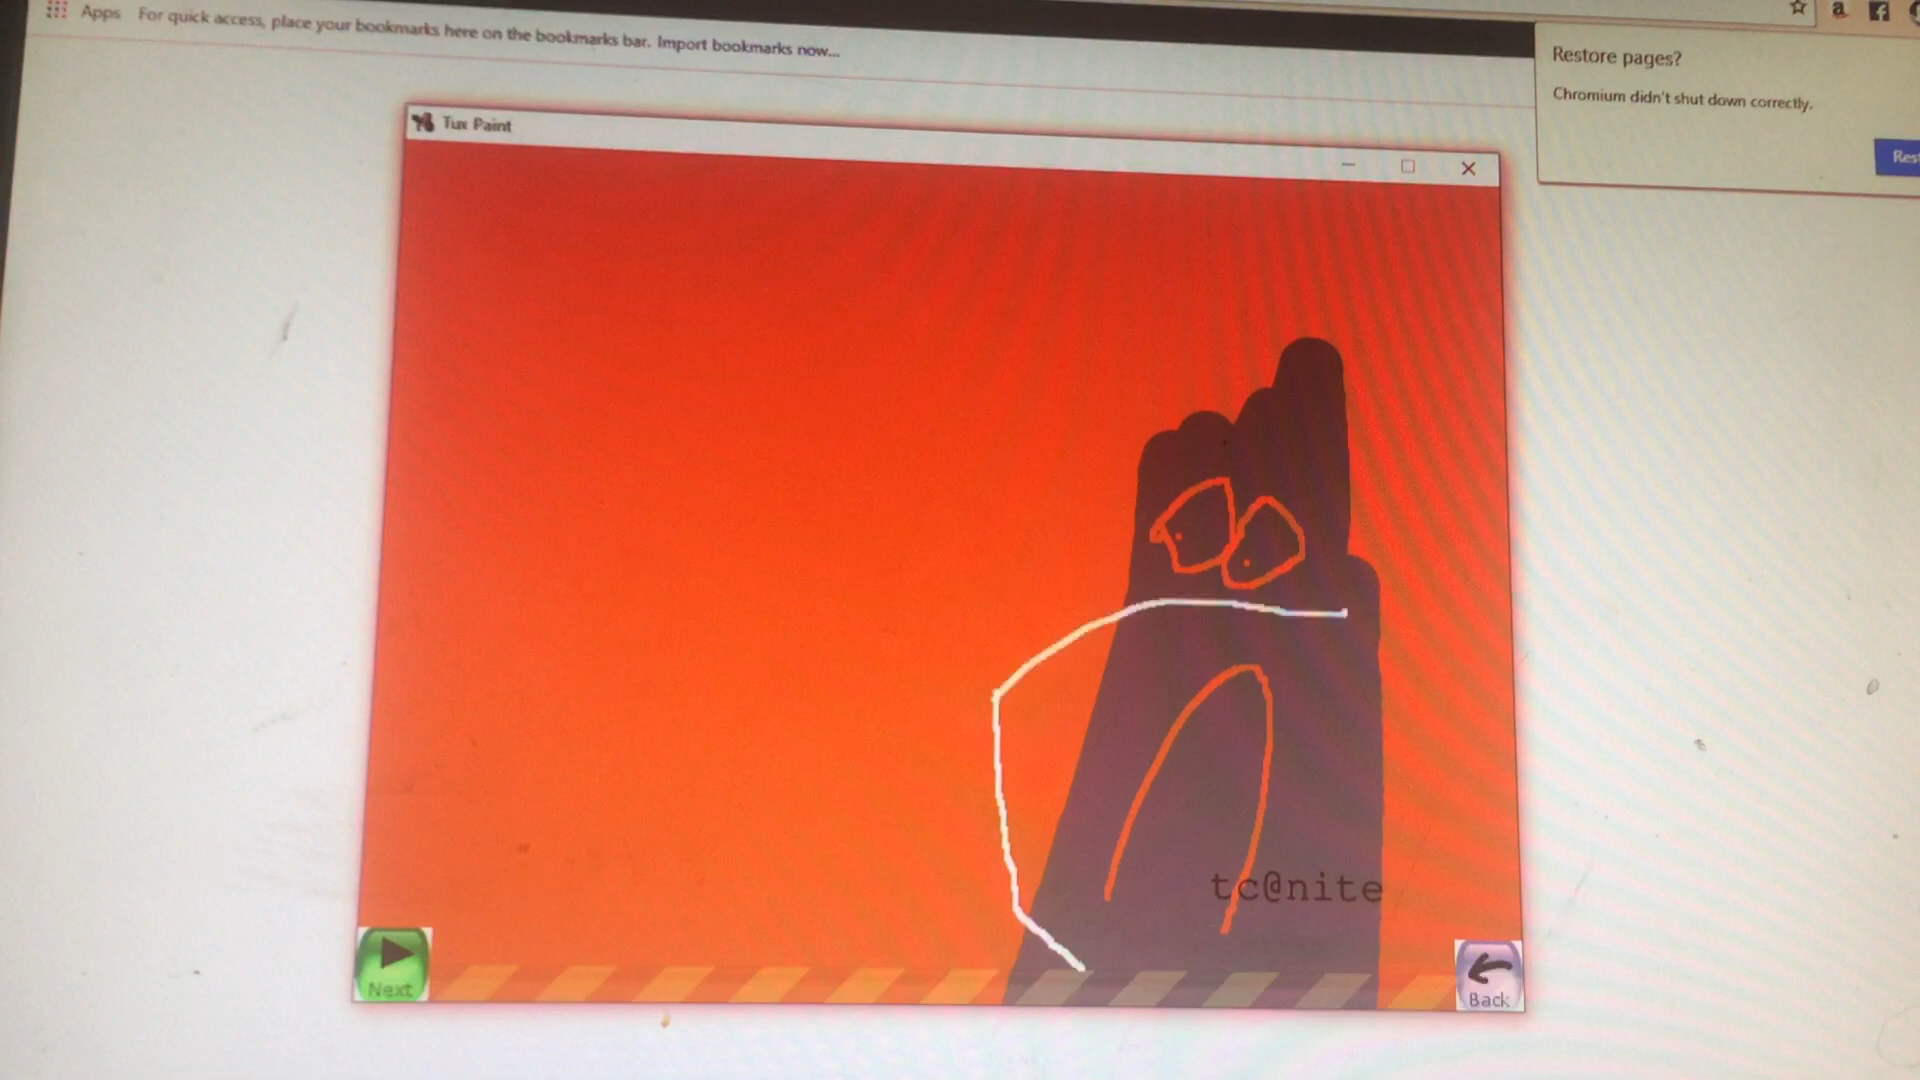 Apps For quick access, place your bookmarks here on the bookmarks bar. Import bookmarks now...
a f
Restore pages?
Chromium didn't shut down correctly.
Tux Paint
tc@nite
Next
Back